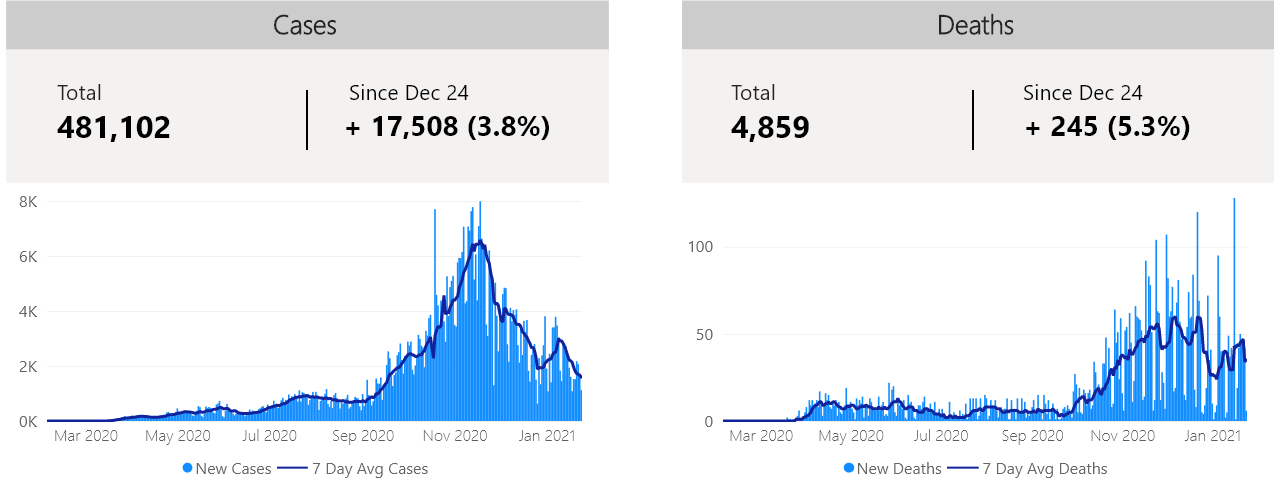 Cases
Total
Since Dec 24
481,102
+ 17,508 (3.8%)
8K
6K
4K
2K
0K
Mar 2020 May 2020 Jul 2020 Sep 2020 Nov 2020 Jan 2021
New Cases 7 Day Avg Cases
Deaths
Total
Since Dec 24
4,859
+ 245 (5.3%)
100
50
0
Mar 2020 May 2020 Jul 2020 Sep 2020 Nov 2020 Jan 2021
New Deaths 7 Day Avg Deaths